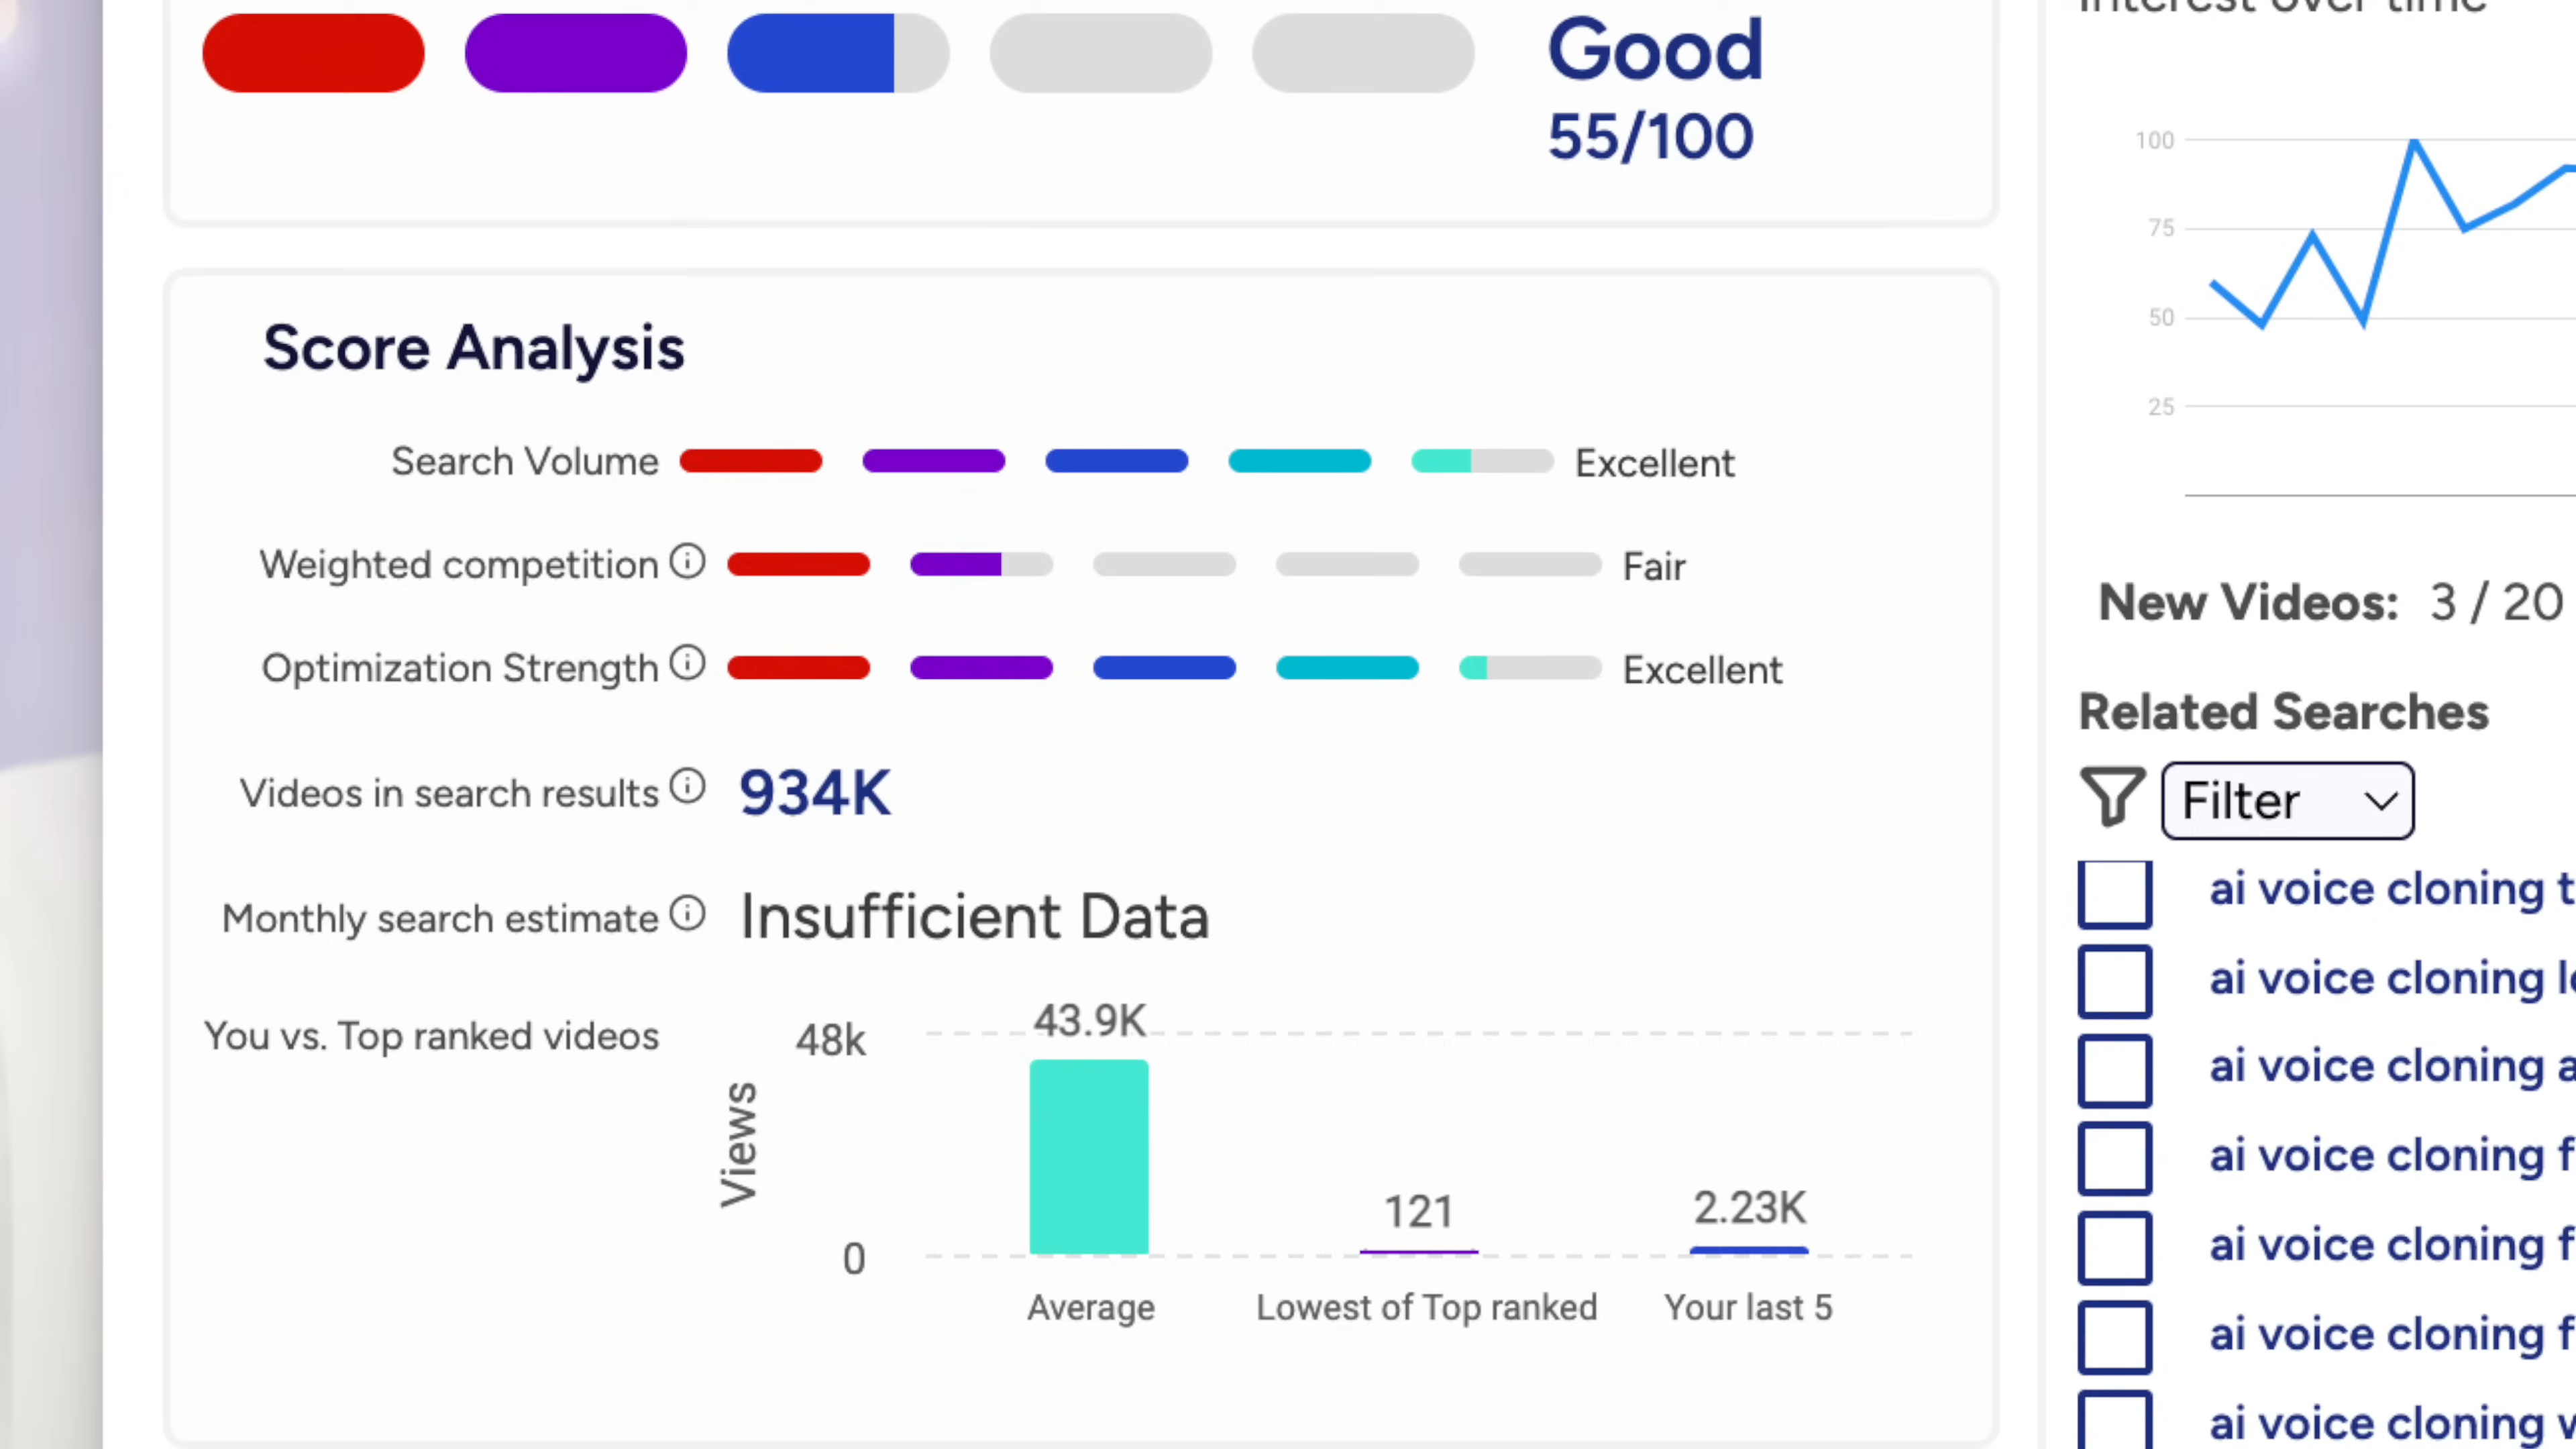 Good
55/100
Score Analysis
Search Volume
Excellent
Weighted competition
Fair
Optimization Strength
Excellent
Videos in search results
934K
Monthly search estimate
Insufficient Data
You vs. Top ranked videos
48k
43.9K
Views
121
2.23K
0
Average
Lowest of Top ranked
Your last 5
Interest over time
100
75
50
25
New Videos: 3 / 20
Related Searches
Filter
ai voice cloning t
ai voice cloning l
ai voice cloning a
ai voice cloning f
ai voice cloning f
ai voice cloning f
ai voice cloning